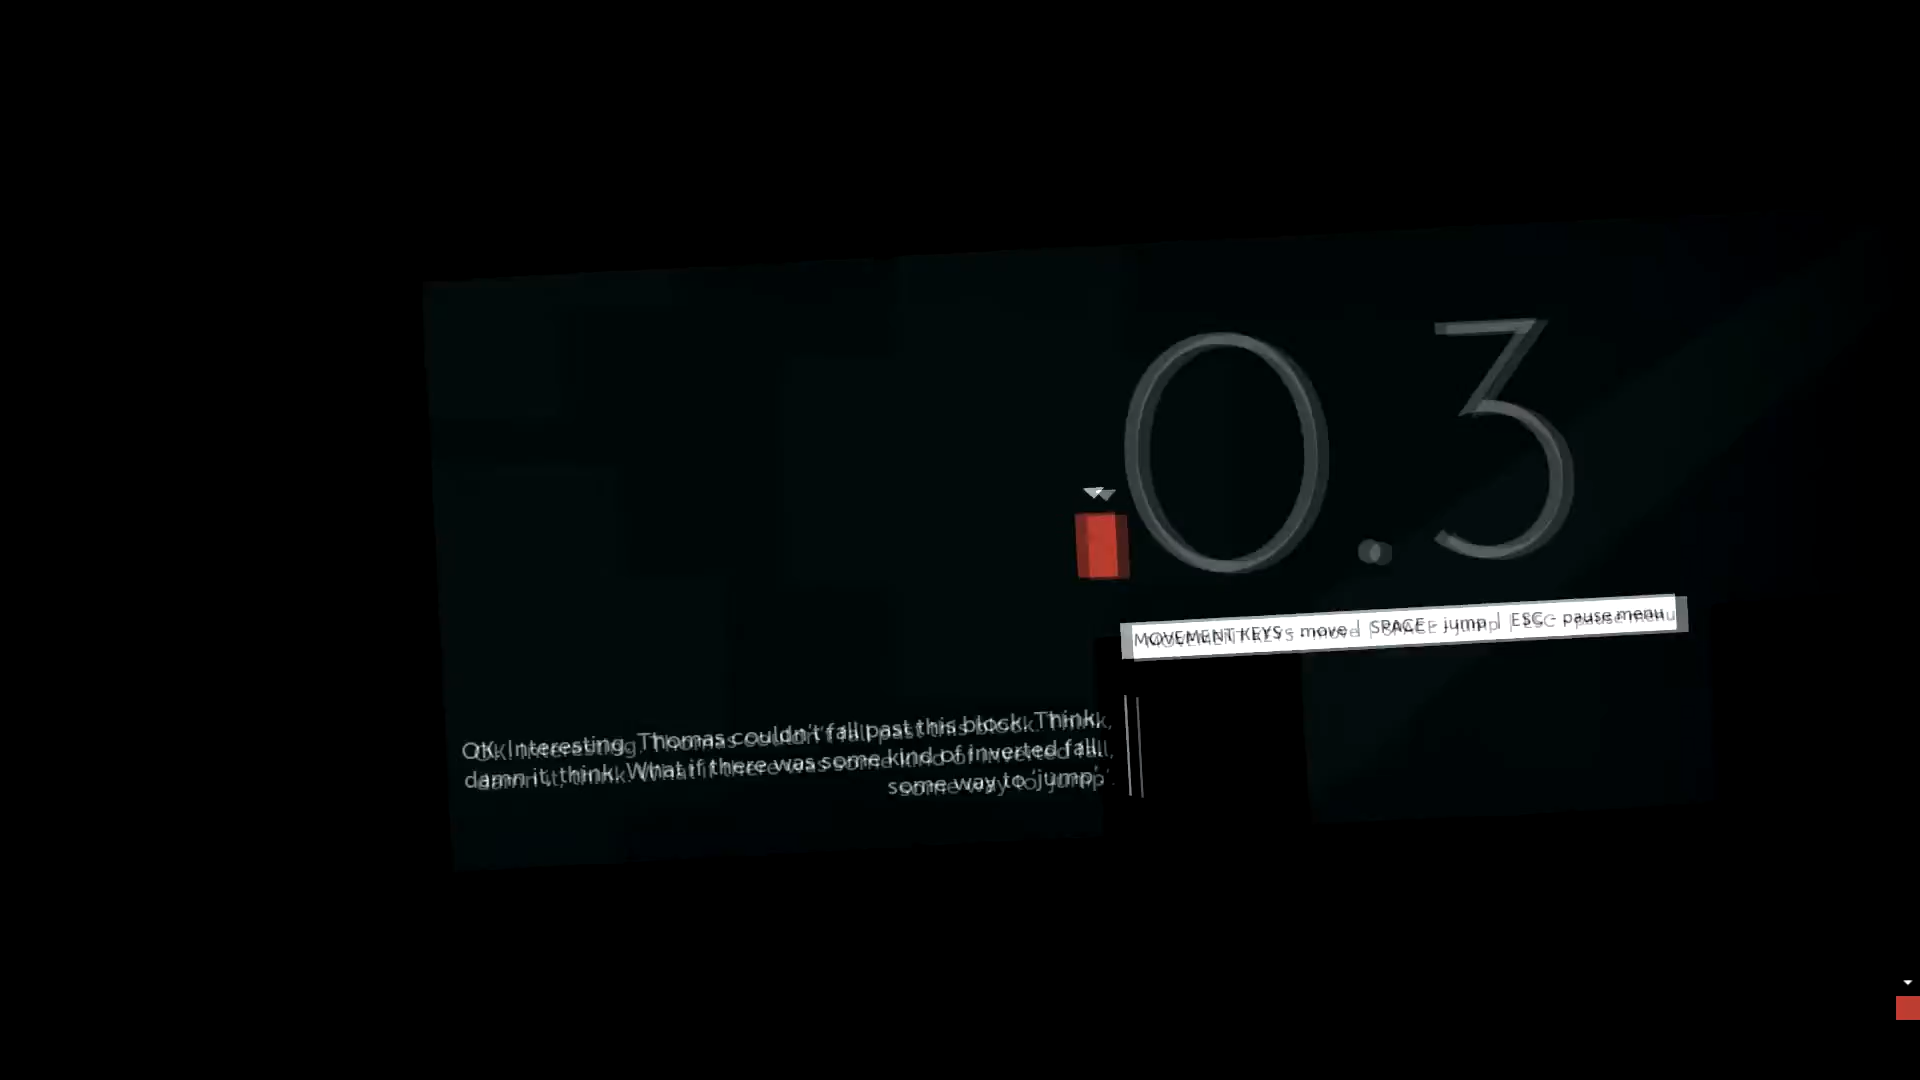 0.3
MOVEMENT KEYS - move | SPACE - jump | ESC - pause menu
OK. Interesting. Thomas couldn't fall past this block. Think,
damn it, think. What if there was some kind of inverted fall,
some way to 'jump'.